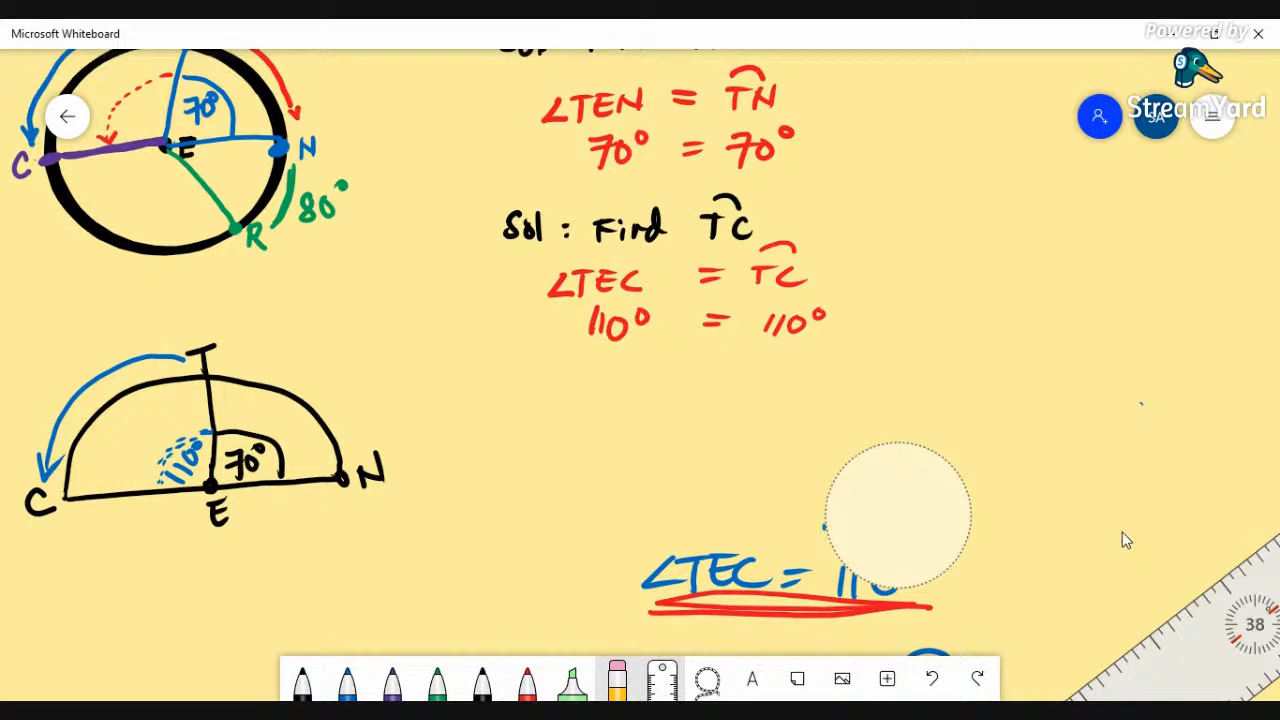 Microsoft Whiteboard
Powered by
StreamYard
S
70°
E
C
N
R
80°
∠TEN = TN
70° = 70°
Sol : Find TC
∠TEC = TC
110° = 110°
T
110°
70°
C
E
N
∠TEC = 110
38
A